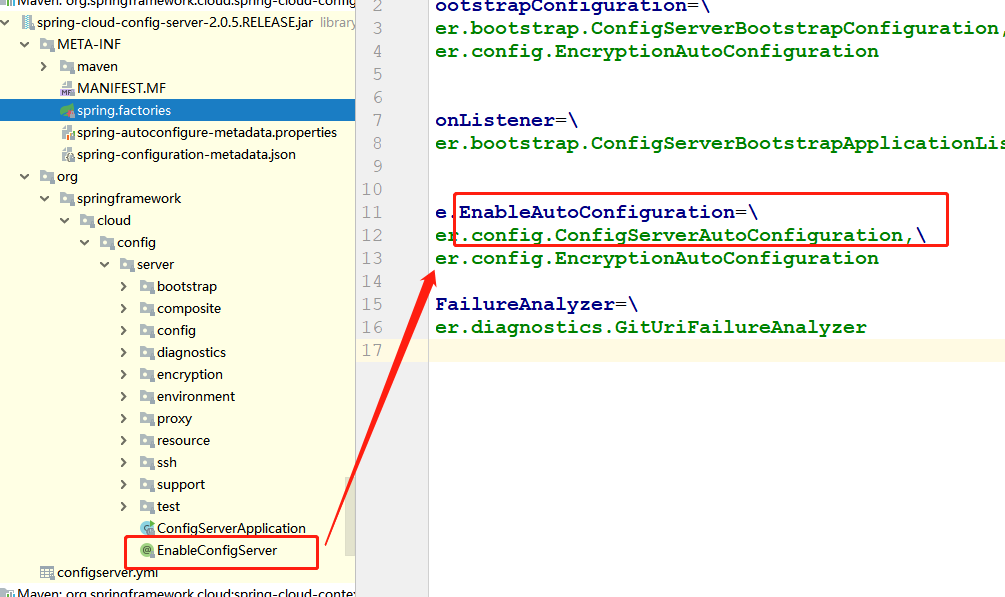 Maven: org.springframework.cloud:spring-cloud-config
spring-cloud-config-server-2.0.5.RELEASE.jar library
META-INF
maven
MANIFEST.MF
spring.factories
spring-autoconfigure-metadata.properties
spring-configuration-metadata.json
org
springframework
cloud
config
server
bootstrap
composite
config
diagnostics
encryption
environment
proxy
resource
ssh
support
test
ConfigServerApplication
EnableConfigServer
configserver.yml
Maven: org.springframework.cloud:spring-cloud-conte
2 ootstrapConfiguration=\
3 er.bootstrap.ConfigServerBootstrapConfiguration,
4 er.config.EncryptionAutoConfiguration
5
6
7 onListener=\
8 er.bootstrap.ConfigServerBootstrapApplicationLis
9
10
11 e.EnableAutoConfiguration=\
12 er.config.ConfigServerAutoConfiguration,\
13 er.config.EncryptionAutoConfiguration
14
15 FailureAnalyzer=\
16 er.diagnostics.GitUriFailureAnalyzer
17